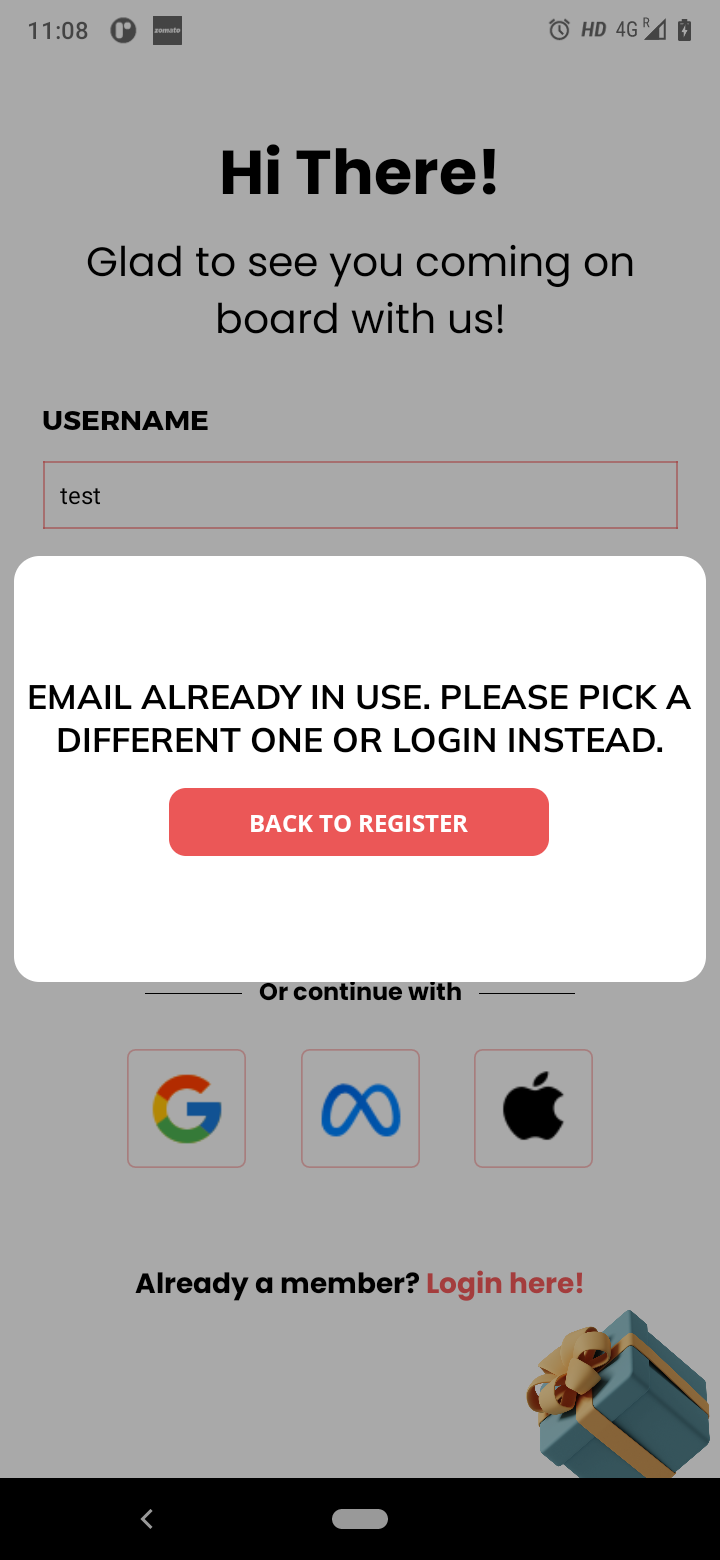 11:08
zomato
HD 4G R
Hi There!
Glad to see you coming on
board with us!
USERNAME
test
EMAIL ALREADY IN USE. PLEASE PICK A
DIFFERENT ONE OR LOGIN INSTEAD.
BACK TO REGISTER
Or continue with
Already a member? Login here!